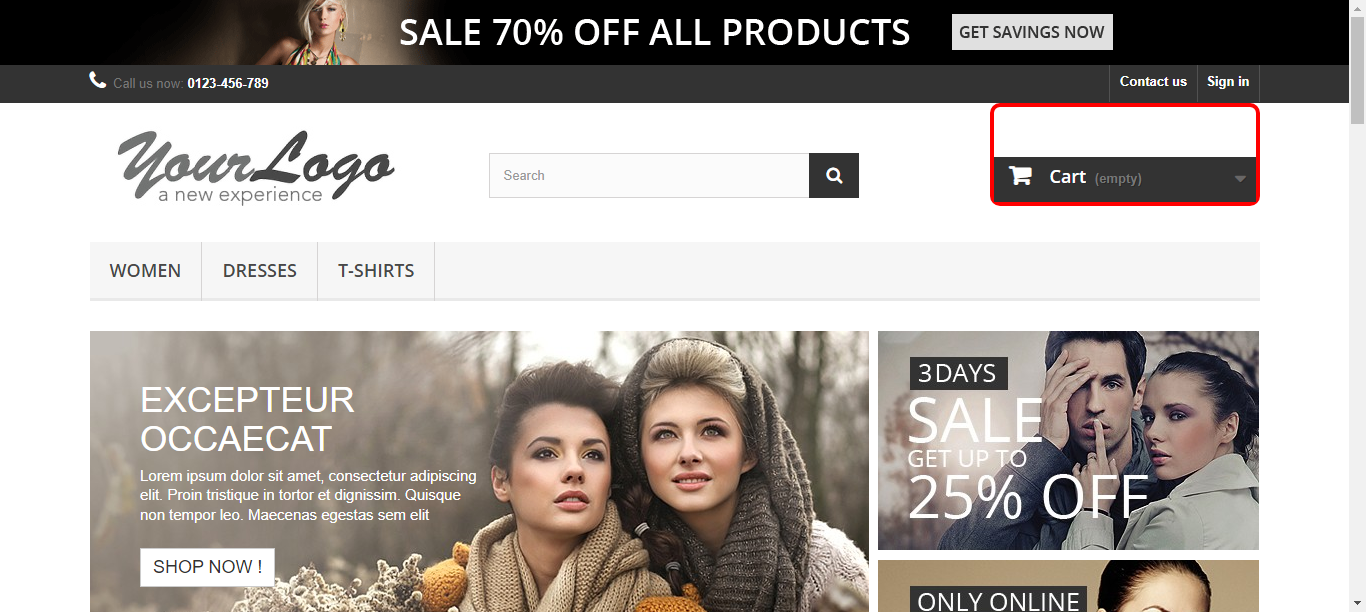 SALE 70% OFF ALL PRODUCTS
GET SAVINGS NOW
Call us now: 0123-456-789
Contact us
Sign in
YourLogo
a new experience
Search
Cart (empty)
WOMEN
DRESSES
T-SHIRTS
EXCEPTEUR
OCCAECAT
Lorem ipsum dolor sit amet, consectetur adipiscing
elit. Proin tristique in tortor et dignissim. Quisque
non tempor leo. Maecenas egestas sem elit
SHOP NOW !
3 DAYS
SALE
GET UP TO
25% OFF
ONLY ONLINE